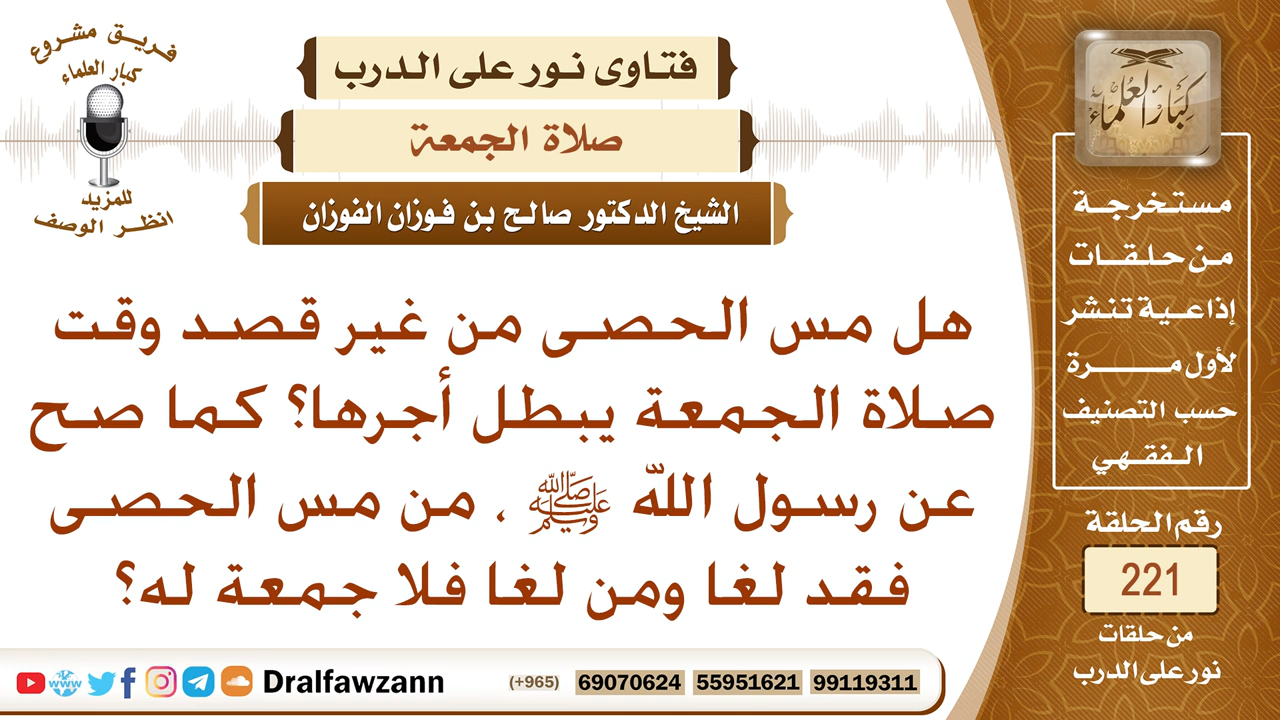 فريق مشروع
كبار العلماء
للمزيد
انظر الوصف
فتاوى نور على الدرب
صلاة الجمعة
الشيخ الدكتور صالح بن فوزان الفوزان
هل مس الحصى من غير قصد وقت
صلاة الجمعة يبطل أجرها؟ كما صح
عن رسول الله ﷺ ، من مس الحصى
فقد لغا ومن لغا فلا جمعة له؟
كبار العلماء
مستخرجة
من حلقات
إذاعية تنشر
لأول مرة
حسب التصنيف
الفقهي
رقم الحلقة
221
من حلقات
نور على الدرب
www Dralfawzann (+965) 69070624 55951621 99119311